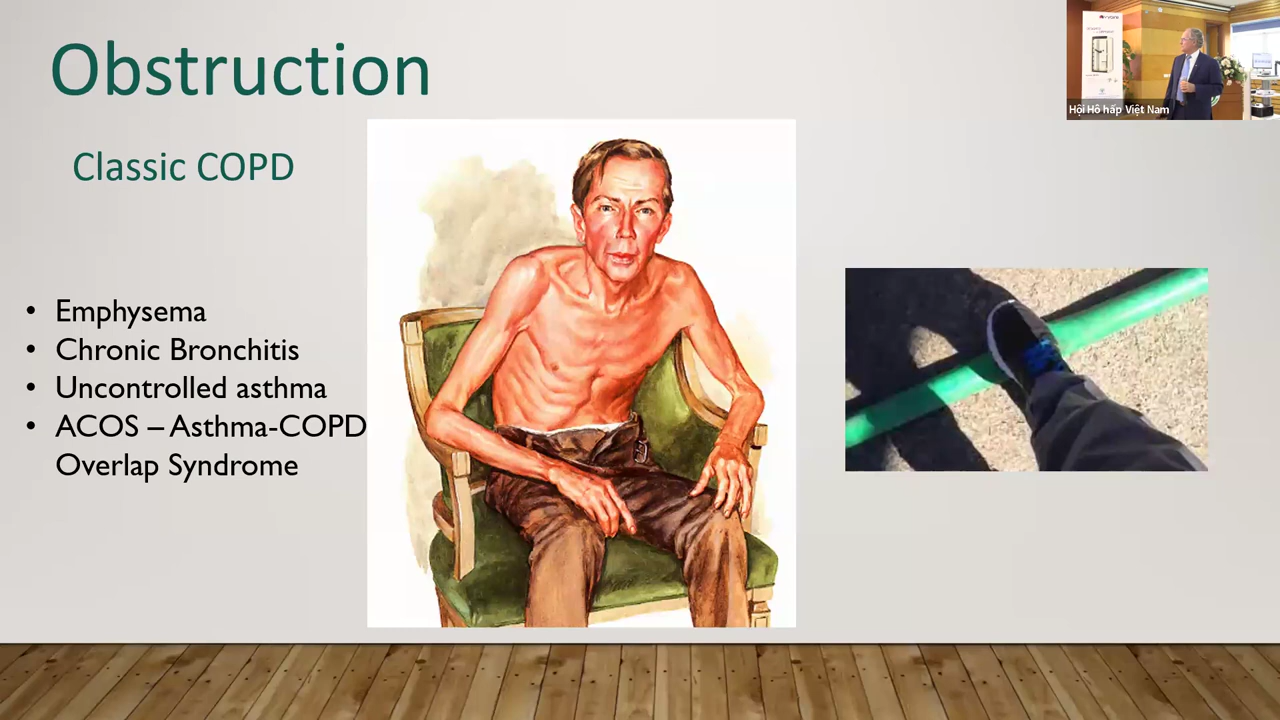 Obstruction
Hội Hô hấp Việt Nam
Classic COPD
• Emphysema
• Chronic Bronchitis
• Uncontrolled asthma
• ACOS – Asthma-COPD
Overlap Syndrome